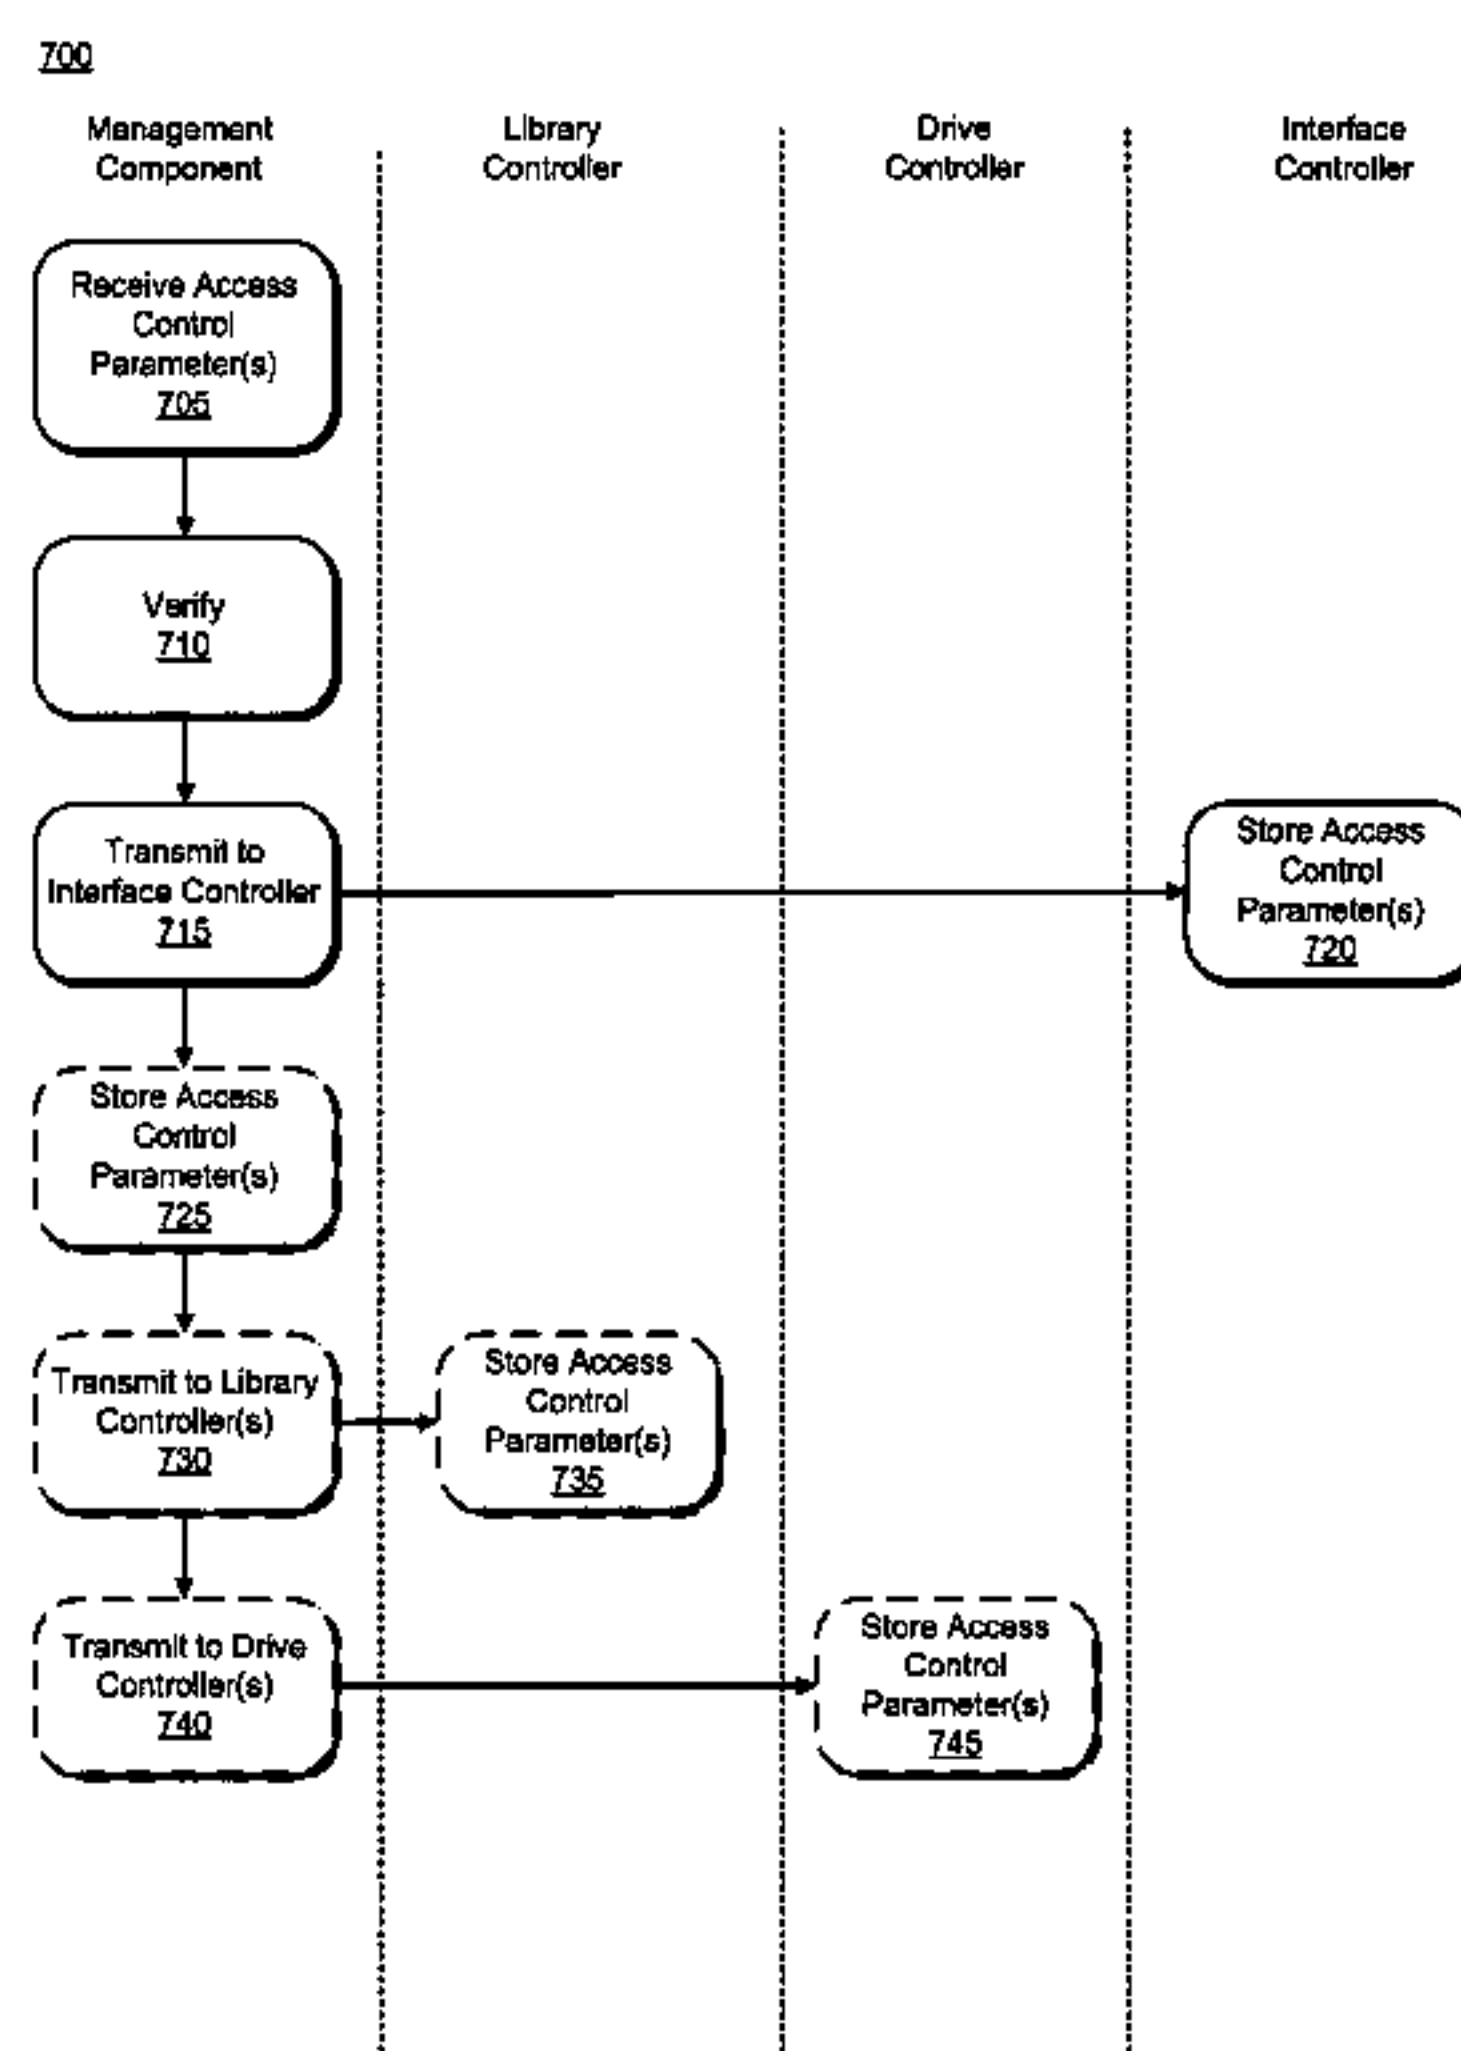 700
Management
Component
Library
Controller
Drive
Controller
Interface
Controller
Receive Access
Control
Parameter(s)
705
Verify
710
Transmit to
Interface Controller
715
Store Access
Control
Parameter(s)
720
Store Access
Control
Parameter(s)
725
Transmit to Library
Controller(s)
730
Store Access
Control
Parameter(s)
735
Transmit to Drive
Controller(s)
740
Store Access
Control
Parameter(s)
745